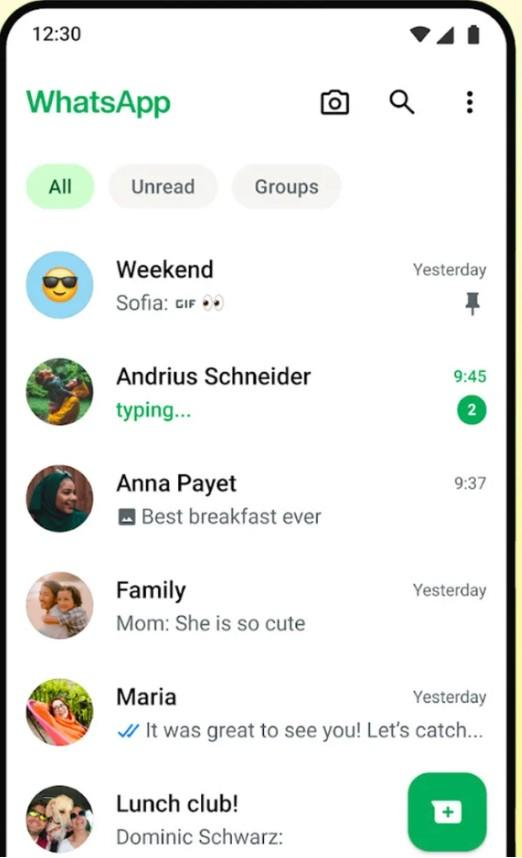 12:30
WhatsApp
All Unread Groups
Weekend Yesterday
Sofia: GIF 👀
Andrius Schneider 9:45
typing... 2
Anna Payet 9:37
Best breakfast ever
Family Yesterday
Mom: She is so cute
Maria Yesterday
It was great to see you! Let's catch...
Lunch club!
Dominic Schwarz: